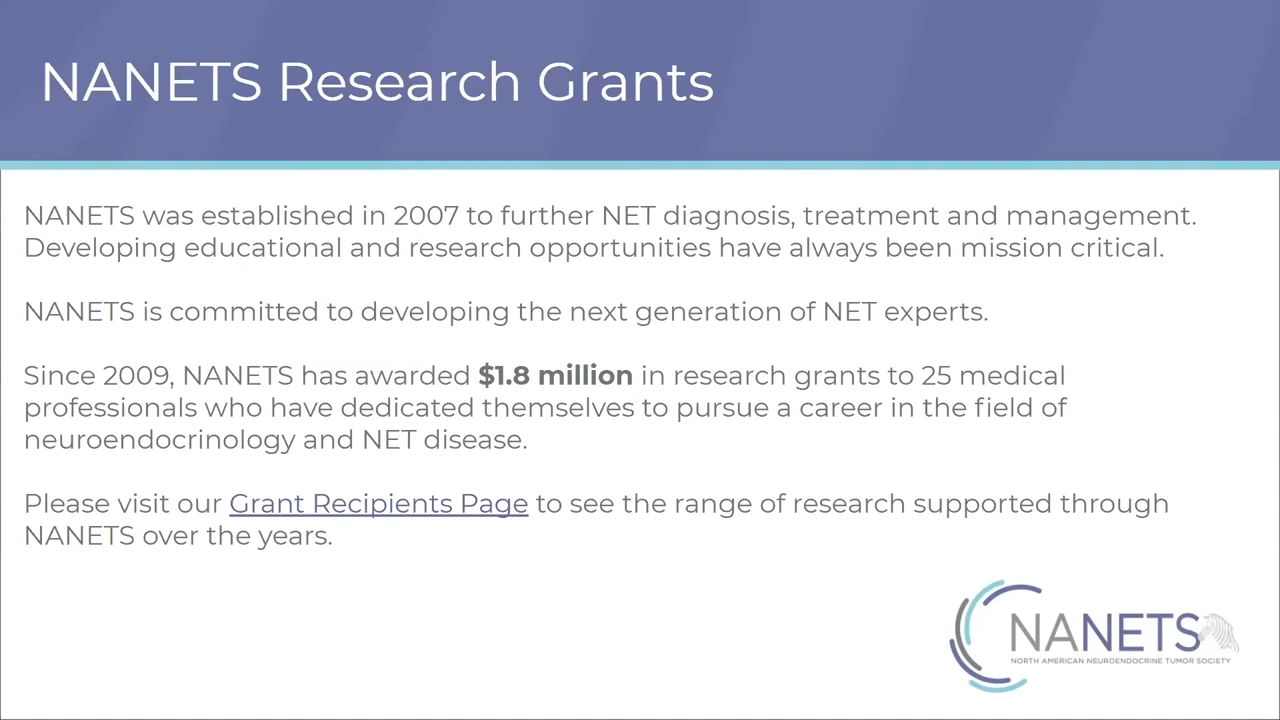 NANETS Research Grants
NANETS was established in 2007 to further NET diagnosis, treatment and management.
Developing educational and research opportunities have always been mission critical.
NANETS is committed to developing the next generation of NET experts.
Since 2009, NANETS has awarded $1.8 million in research grants to 25 medical
professionals who have dedicated themselves to pursue a career in the field of
neuroendocrinology and NET disease.
Please visit our Grant Recipients Page to see the range of research supported through
NANETS over the years.
NANETS
NORTH AMERICAN NEUROENDOCRINE TUMOR SOCIETY